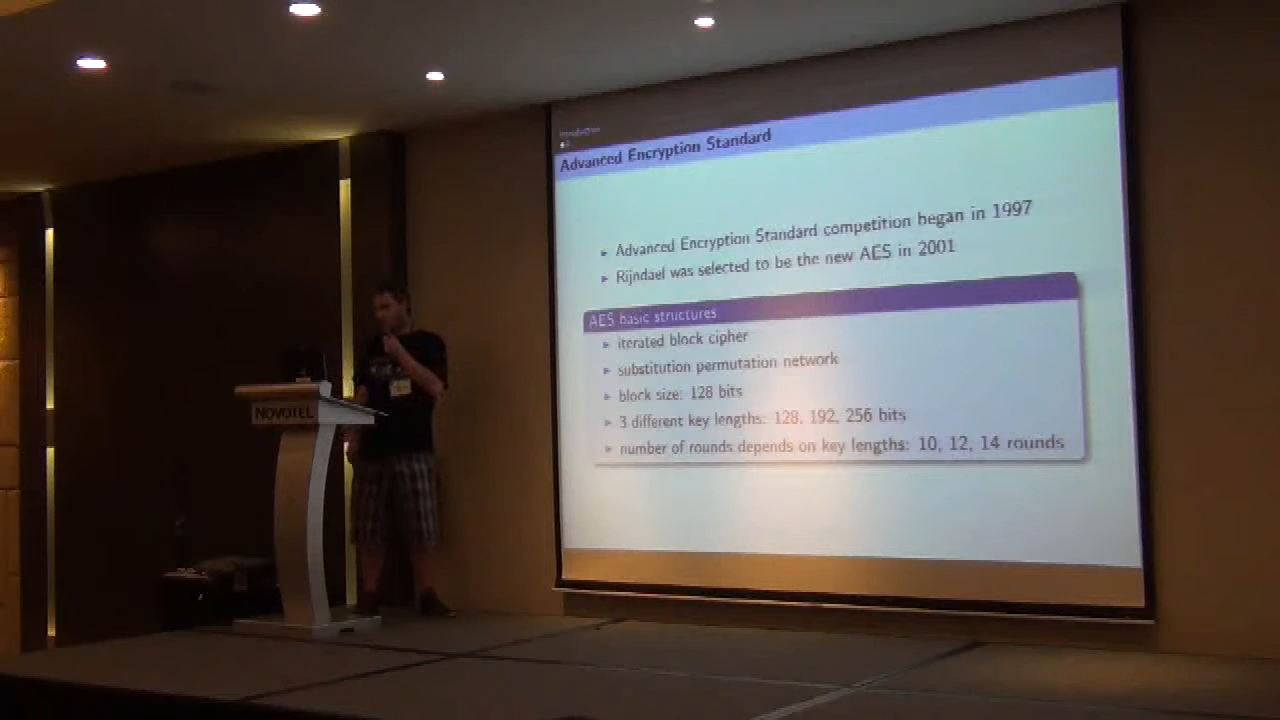 Introduction
Advanced Encryption Standard
Advanced Encryption Standard competition began in 1997
Rijndael was selected to be the new AES in 2001
AES basic structures
iterated block cipher
substitution permutation network
block size: 128 bits
3 different key lengths: 128, 192, 256 bits
number of rounds depends on key lengths: 10, 12, 14 rounds
NOVOTEL